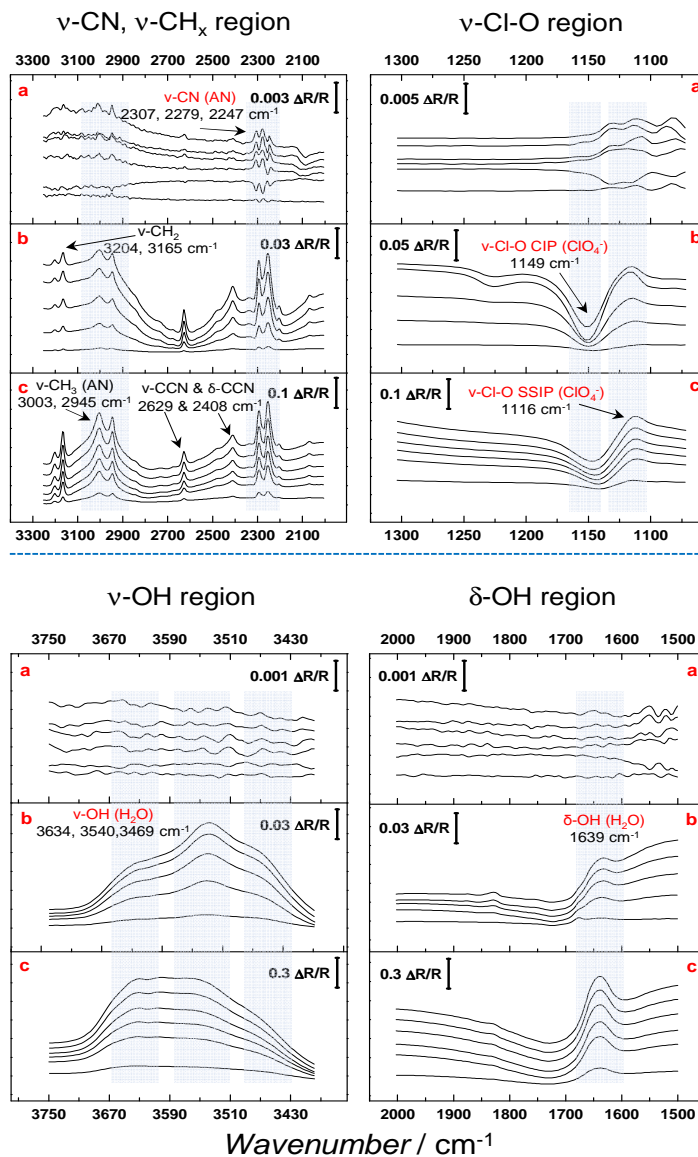 ν-CN, ν-CHx region
3300 3100 2900 2700 2500 2300 2100
a
ν-CN (AN)
2307, 2279, 2247 cm-1
0.003 ΔR/R
b
ν-CH2
3204, 3165 cm-1
0.03 ΔR/R
c
ν-CH3 (AN)
3003, 2945 cm-1
ν-CCN & δ-CCN
2629 & 2408 cm-1
0.1 ΔR/R
3300 3100 2900 2700 2500 2300 2100
ν-Cl-O region
1300 1250 1200 1150 1100
a
0.005 ΔR/R
b
0.05 ΔR/R
ν-Cl-O CIP (ClO4-)
1149 cm-1
c
0.1 ΔR/R
ν-Cl-O SSIP (ClO4-)
1116 cm-1
1300 1250 1200 1150 1100
ν-OH region
3750 3670 3590 3510 3430
a
0.001 ΔR/R
b
ν-OH (H2O)
3634, 3540,3469 cm-1
0.03 ΔR/R
c
0.3 ΔR/R
3750 3670 3590 3510 3430
δ-OH region
2000 1900 1800 1700 1600 1500
a
0.001 ΔR/R
b
0.03 ΔR/R
δ-OH (H2O)
1639 cm-1
c
0.3 ΔR/R
2000 1900 1800 1700 1600 1500
Wavenumber / cm-1